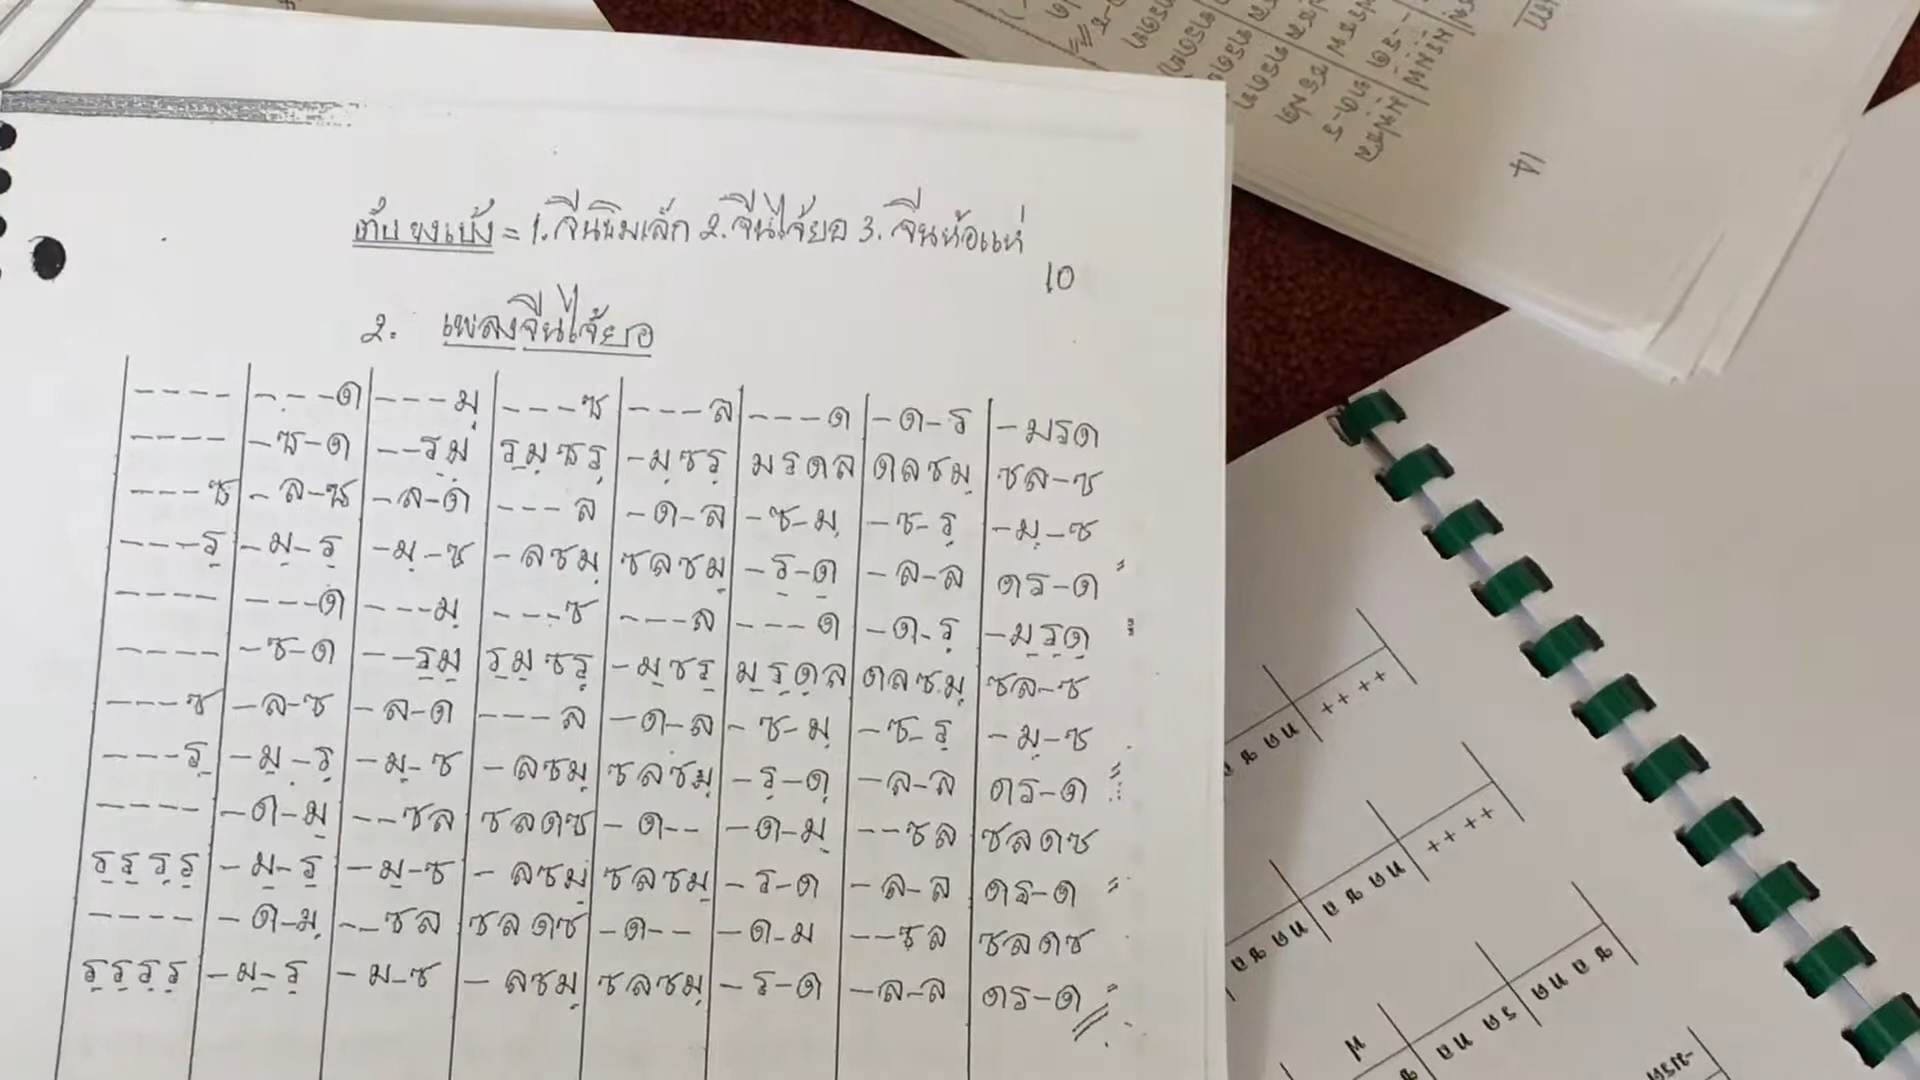 ตับ ขงเบ้ง = 1. จีนขิมเล็ก 2. จีนไจ้ยอ 3. จีนห้อแห่
10
2. เพลงจีนไจ้ยอ
---- | ---ด | ---มฺ | ---ซ | ---ล | ---ด | -ด-ร | -มรด
---- | -ซ-ด | --รฺมฺ | รฺมฺซรฺ | -มฺซรฺ | มรดล | ดลซมฺ | ซล-ซ
---ซ | -ล-ซ | -ล-ด | ---ล | -ด-ล | -ซ-มฺ | -ซ-รฺ | -มฺ-ซ
---รฺ | -มฺ-รฺ | -มฺ-ซ | -ลซมฺ | ซลซมฺ | -รฺ-ดฺ | -ล-ล | ดร-ด
---- | ---ด | ---มฺ | ---ซ | ---ล | ---ด | -ด-รฺ | -มฺรฺดฺ
---- | -ซ-ด | --รฺมฺ | รฺมฺซรฺ | -มฺซรฺ | มฺรฺดฺล | ดลซมฺ | ซล-ซ
---ซ | -ล-ซ | -ล-ด | ---ล | -ด-ล | -ซ-มฺ | -ซ-รฺ | -มฺ-ซ
---รฺ | -มฺ-รฺ | -มฺ-ซ | -ลซมฺ | ซลซมฺ | -รฺ-ดฺ | -ล-ล | ดร-ด
---- | -ด-มฺ | --ซล | ซลดซ | -ด-- | -ด-มฺ | --ซล | ซลดซ
รฺรฺรฺรฺ | -มฺ-รฺ | -มฺ-ซ | -ลซมฺ | ซลซมฺ | -ร-ด | -ล-ล | ดร-ด
---- | -ด-มฺ | --ซล | ซลดซ | -ด-- | -ด-ม | --ซล | ซลดซ
รฺรฺรฺรฺ | -มฺ-รฺ | -ม-ซ | -ลซมฺ | ซลซมฺ | -ร-ด | -ล-ล | ดร-ด
14